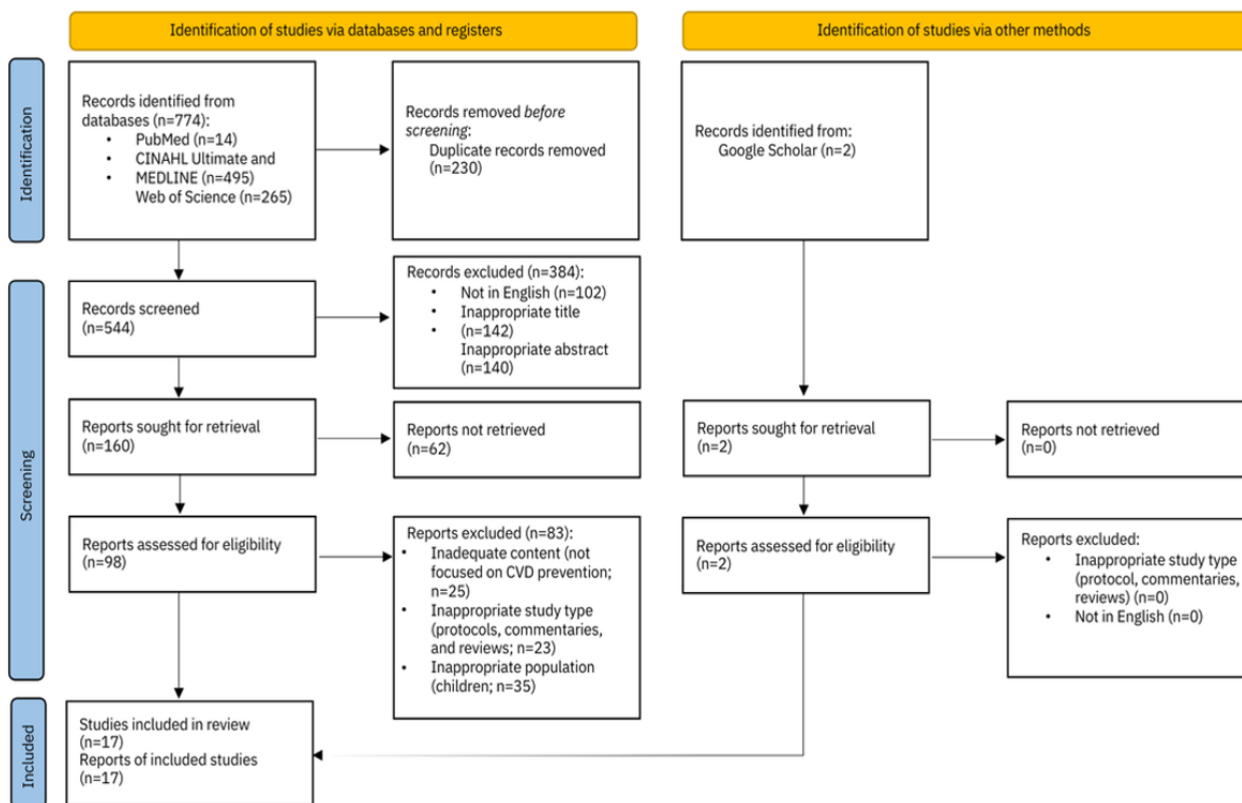 Identification of studies via databases and registers
Identification of studies via other methods
Identification
Records identified from
databases (n=774):
• PubMed (n=14)
• CINAHL Ultimate and
• MEDLINE (n=495)
Web of Science (n=265)
Records removed before
screening:
Duplicate records removed
(n=230)
Records identified from:
Google Scholar (n=2)
Screening
Records screened
(n=544)
Records excluded (n=384):
• Not in English (n=102)
• Inappropriate title
• (n=142)
Inappropriate abstract
(n=140)
Reports sought for retrieval
(n=160)
Reports not retrieved
(n=62)
Reports sought for retrieval
(n=2)
Reports not retrieved
(n=0)
Reports assessed for eligibility
(n=98)
Reports excluded (n=83):
• Inadequate content (not
focused on CVD prevention;
n=25)
• Inappropriate study type
(protocols, commentaries,
and reviews; n=23)
• Inappropriate population
(children; n=35)
Reports assessed for eligibility
(n=2)
Reports excluded:
• Inappropriate study type
(protocol, commentaries,
reviews) (n=0)
• Not in English (n=0)
Included
Studies included in review
(n=17)
Reports of included studies
(n=17)